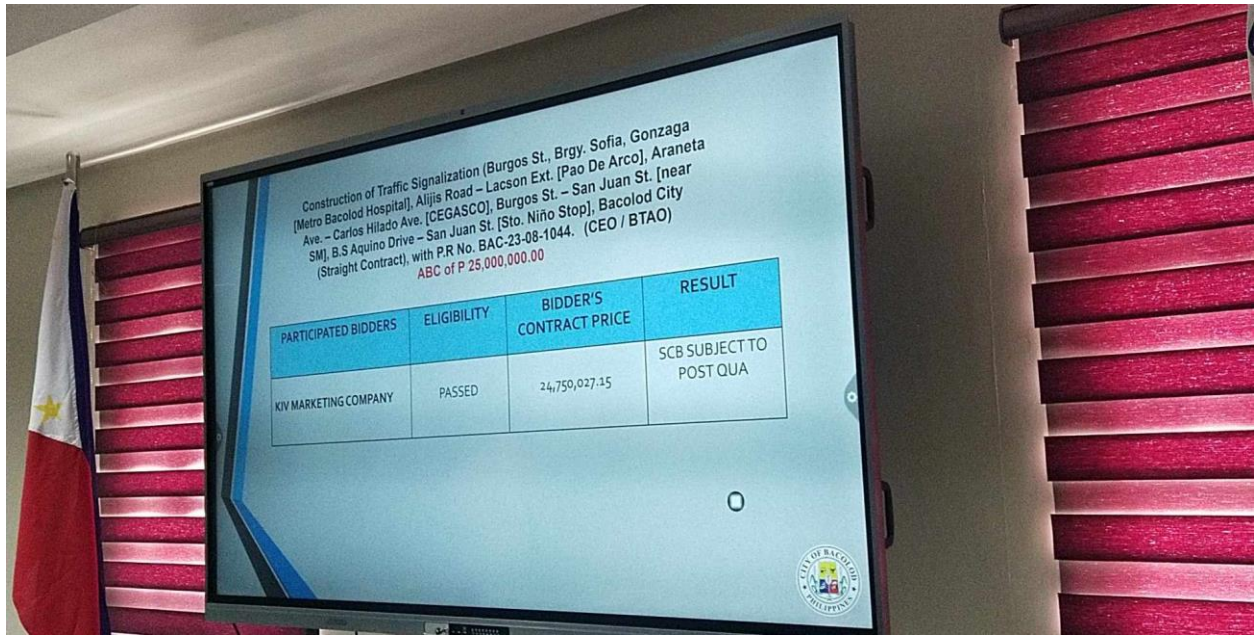 Construction of Traffic Signalization (Burgos St., Brgy. Sofia, Gonzaga
[Metro Bacolod Hospital], Alijis Road – Lacson Ext. [Pao De Arco], Araneta
Ave. – Carlos Hilado Ave. [CEGASCO], Burgos St. – San Juan St. [near
SM], B.S Aquino Drive – San Juan St. [Sto. Niño Stop], Bacolod City
(Straight Contract), with P.R No. BAC-23-08-1044. (CEO / BTAO)
ABC of P 25,000,000.00
PARTICIPATED BIDDERS ELIGIBILITY BIDDER'S CONTRACT PRICE RESULT
KIV MARKETING COMPANY PASSED 24,750,027.15 SCB SUBJECT TO POST QUA
CITY OF BACOLOD
PHILIPPINES